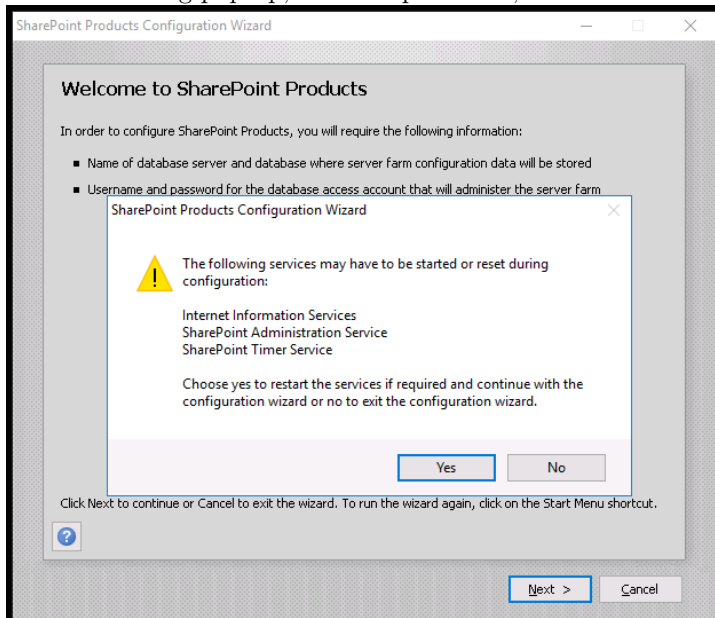 SharePoint Products Configuration Wizard
Welcome to SharePoint Products
In order to configure SharePoint Products, you will require the following information:
Name of database server and database where server farm configuration data will be stored
Username and password for the database access account that will administer the server farm
SharePoint Products Configuration Wizard
The following services may have to be started or reset during
configuration:
Internet Information Services
SharePoint Administration Service
SharePoint Timer Service
Choose yes to restart the services if required and continue with the
configuration wizard or no to exit the configuration wizard.
Yes No
Click Next to continue or Cancel to exit the wizard. To run the wizard again, click on the Start Menu shortcut.
Next > Cancel